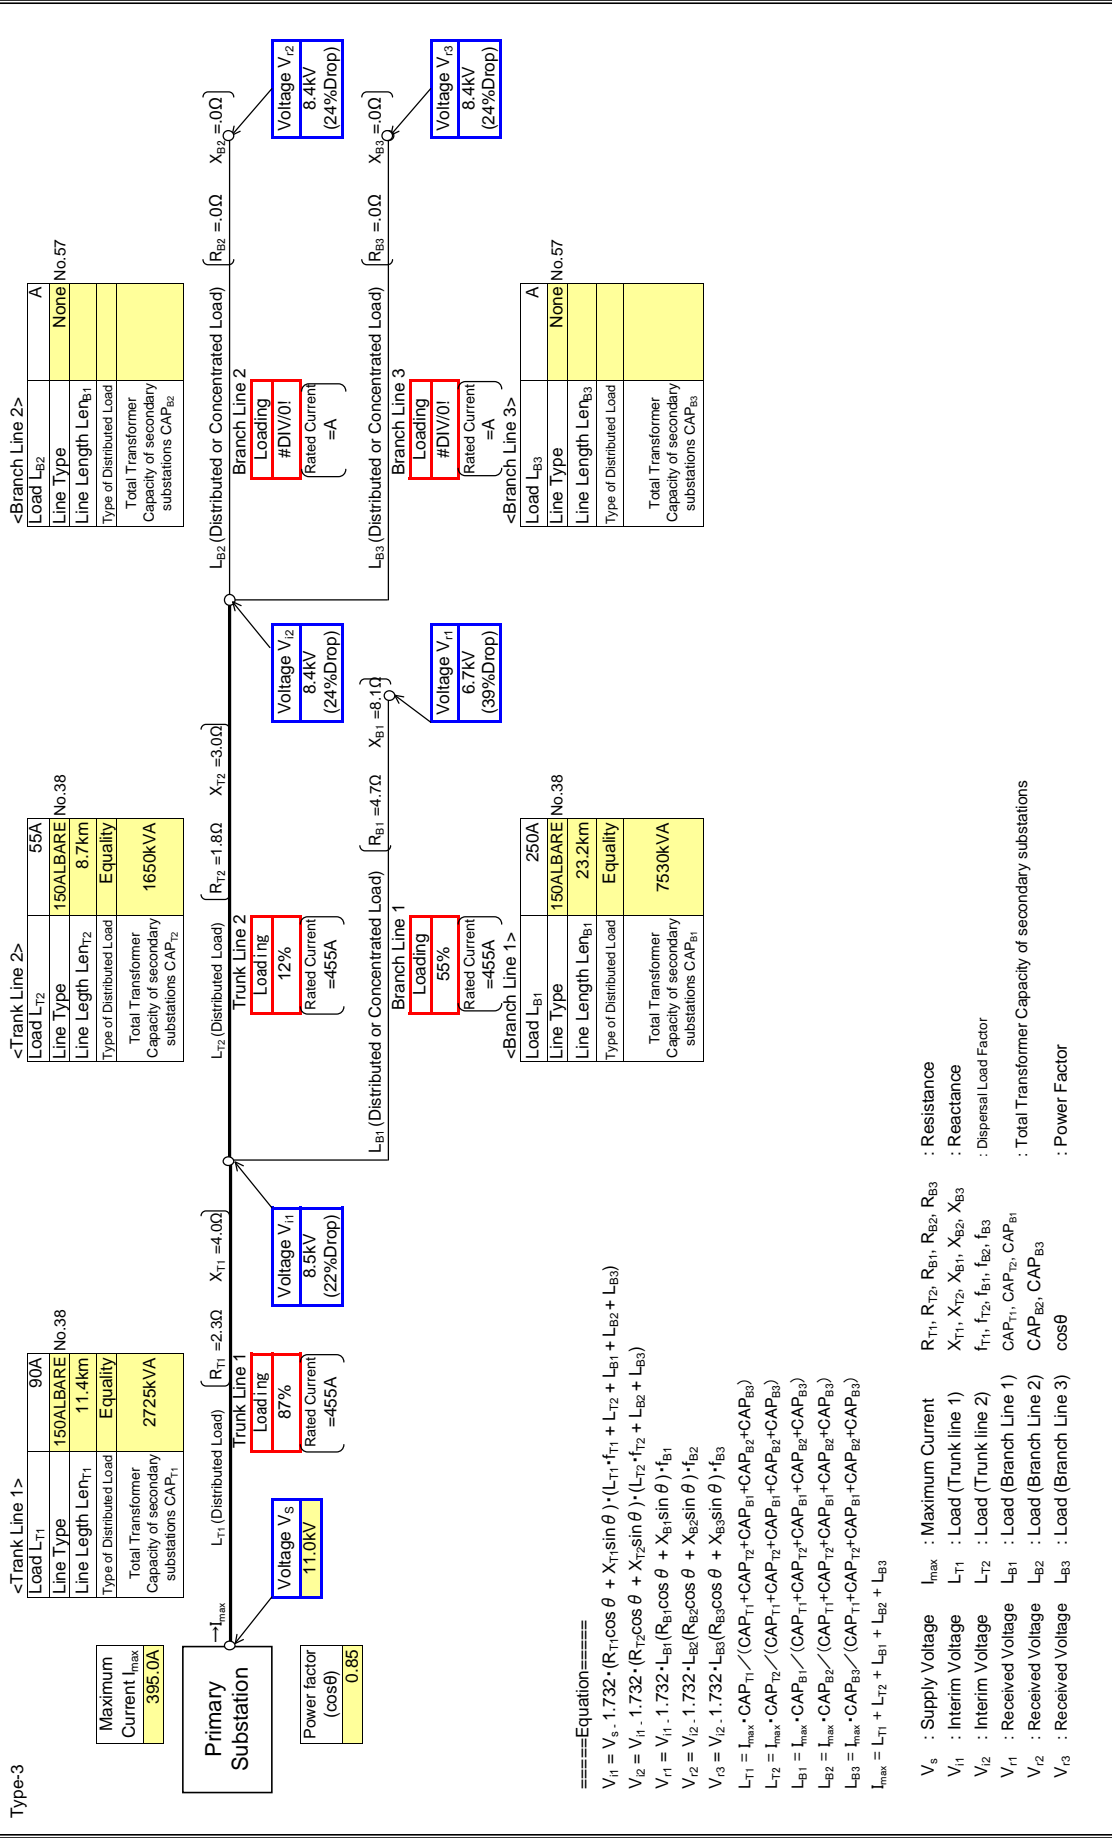 Type-3
Maximum
Current Imax
395.0A
Primary
Substation
Power factor
(cosθ)
0.85
→Imax
Voltage VS
11.0kV
<Trank Line 1>
Load LT1 90A
Line Type 150ALBARE No.38
Line Legth LenT1 11.4km
Type of Distributed Load Equality
Total Transformer
Capacity of secondary
substations CAPT1
2725kVA
LT1 (Distributed Load)
RT1 =2.3Ω XT1 =4.0Ω
Trunk Line 1
Loading
87%
Rated Current
=455A
Voltage Vi1
8.5kV
(22%Drop)
<Trank Line 2>
Load LT2 55A
Line Type 150ALBARE No.38
Line Legth LenT2 8.7km
Type of Distributed Load Equality
Total Transformer
Capacity of secondary
substations CAPT2
1650kVA
LT2 (Distributed Load)
RT2 =1.8Ω XT2 =3.0Ω
Trunk Line 2
Loading
12%
Rated Current
=455A
Voltage Vi2
8.4kV
(24%Drop)
LB1 (Distributed or Concentrated Load)
RB1 =4.7Ω XB1 =8.1Ω
Branch Line 1
Loading
55%
Rated Current
=455A
Voltage Vr1
6.7kV
(39%Drop)
<Branch Line 1>
Load LB1 250A
Line Type 150ALBARE No.38
Line Length LenB1 23.2km
Type of Distributed Load Equality
Total Transformer
Capacity of secondary
substations CAPB1
7530kVA
<Branch Line 2>
Load LB2 A
Line Type None No.57
Line Length LenB1
Type of Distributed Load
Total Transformer
Capacity of secondary
substations CAPB2
LB2 (Distributed or Concentrated Load)
RB2 =.0Ω XB2 =.0Ω
Branch Line 2
Loading
#DIV/0!
Rated Current
=A
Voltage Vr2
8.4kV
(24%Drop)
LB3 (Distributed or Concentrated Load)
RB3 =.0Ω XB3 =.0Ω
Branch Line 3
Loading
#DIV/0!
Rated Current
=A
Voltage Vr3
8.4kV
(24%Drop)
<Branch Line 3>
Load LB3 A
Line Type None No.57
Line Length LenB3
Type of Distributed Load
Total Transformer
Capacity of secondary
substations CAPB3
=====Equation=====
Vi1 = VS - 1.732・(RT1cosθ + XT1sinθ)・(LT1・fT1 + LT2 + LB1 + LB2 + LB3)
Vi2 = Vi1 - 1.732・(RT2cosθ + XT2sinθ)・(LT2・fT2 + LB2 + LB3)
Vr1 = Vi1 - 1.732・LB1(RB1cosθ + XB1sinθ)・fB1
Vr2 = Vi2 - 1.732・LB2(RB2cosθ + XB2sinθ)・fB2
Vr3 = Vi2 - 1.732・LB3(RB3cosθ + XB3sinθ)・fB3
LT1 = Imax・CAPT1／(CAPT1+CAPT2+CAPB1+CAPB2+CAPB3)
LT2 = Imax・CAPT2／(CAPT1+CAPT2+CAPB1+CAPB2+CAPB3)
LB1 = Imax・CAPB1／(CAPT1+CAPT2+CAPB1+CAPB2+CAPB3)
LB2 = Imax・CAPB2／(CAPT1+CAPT2+CAPB1+CAPB2+CAPB3)
LB3 = Imax・CAPB3／(CAPT1+CAPT2+CAPB1+CAPB2+CAPB3)
Imax = LT1 + LT2 + LB1 + LB2 + LB3
Vs : Supply Voltage Imax : Maximum Current RT1, RT2, RB1, RB2, RB3 : Resistance
Vi1 : Interim Voltage LT1 : Load (Trunk line 1) XT1, XT2, XB1, XB2, XB3 : Reactance
Vi2 : Interim Voltage LT2 : Load (Trunk line 2) fT1, fT2, fB1, fB2, fB3 : Dispersal Load Factor
Vr1 : Received Voltage LB1 : Load (Branch Line 1) CAPT1, CAPT2, CAPB1 : Total Transformer Capacity of secondary substations
Vr2 : Received Voltage LB2 : Load (Branch Line 2) CAPB2, CAPB3
Vr3 : Received Voltage LB3 : Load (Branch Line 3) cosθ : Power Factor